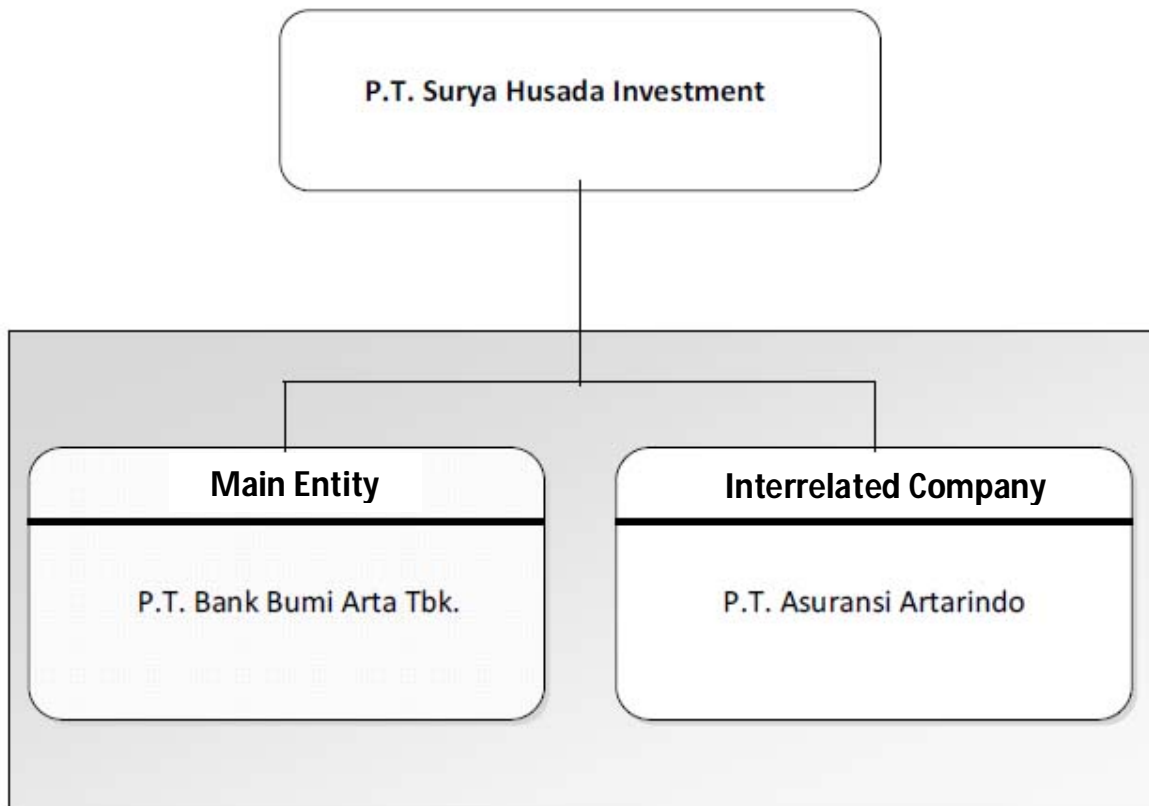 P.T. Surya Husada Investment
Main Entity
Interrelated Company
P.T. Bank Bumi Arta Tbk.
P.T. Asuransi Artarindo